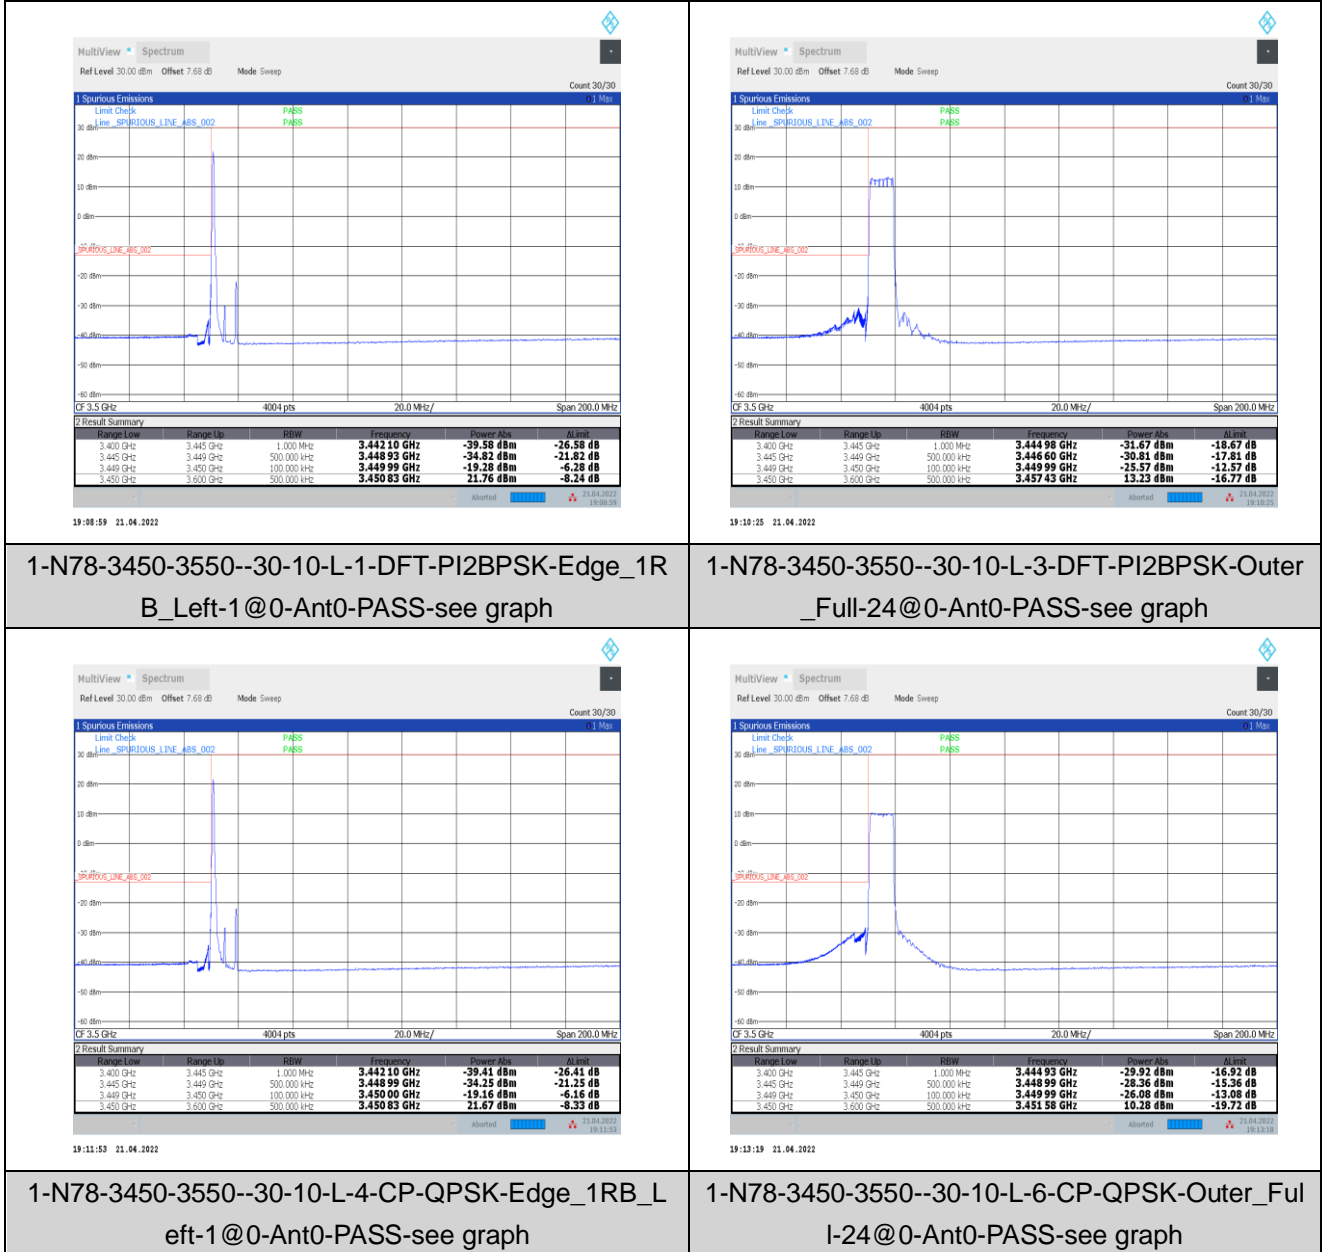 MultiView Spectrum
Ref Level 30.00 dBm Offset 7.68 dB Mode Sweep
Count 30/30
1 Spurious Emissions 1 Max
Limit Check PASS
Line _SPURIOUS_LINE_ABS_002 PASS
30 dBm
20 dBm
10 dBm
0 dBm
_SPURIOUS_LINE_ABS_002
-20 dBm
-30 dBm
-40 dBm
-50 dBm
-60 dBm
CF 3.5 GHz 4004 pts 20.0 MHz/ Span 200.0 MHz
2 Result Summary
Range Low Range Up RBW Frequency Power Abs ΔLimit
3.400 GHz 3.445 GHz 1.000 MHz 3.442 10 GHz -39.58 dBm -26.58 dB
3.445 GHz 3.449 GHz 500.000 kHz 3.448 93 GHz -34.82 dBm -21.82 dB
3.449 GHz 3.450 GHz 100.000 kHz 3.449 99 GHz -19.28 dBm -6.28 dB
3.450 GHz 3.600 GHz 500.000 kHz 3.450 83 GHz 21.76 dBm -8.24 dB
Aborted 21.04.2022
19:08:59
19:08:59 21.04.2022
1-N78-3450-3550--30-10-L-1-DFT-PI2BPSK-Edge_1R
B_Left-1@0-Ant0-PASS-see graph
MultiView Spectrum
Ref Level 30.00 dBm Offset 7.68 dB Mode Sweep
Count 30/30
1 Spurious Emissions 1 Max
Limit Check PASS
Line _SPURIOUS_LINE_ABS_002 PASS
30 dBm
20 dBm
10 dBm
0 dBm
_SPURIOUS_LINE_ABS_002
-20 dBm
-30 dBm
-40 dBm
-50 dBm
-60 dBm
CF 3.5 GHz 4004 pts 20.0 MHz/ Span 200.0 MHz
2 Result Summary
Range Low Range Up RBW Frequency Power Abs ΔLimit
3.400 GHz 3.445 GHz 1.000 MHz 3.444 98 GHz -31.67 dBm -18.67 dB
3.445 GHz 3.449 GHz 500.000 kHz 3.446 60 GHz -30.81 dBm -17.81 dB
3.449 GHz 3.450 GHz 100.000 kHz 3.449 99 GHz -25.57 dBm -12.57 dB
3.450 GHz 3.600 GHz 500.000 kHz 3.457 43 GHz 13.23 dBm -16.77 dB
Aborted 21.04.2022
19:10:25
19:10:25 21.04.2022
1-N78-3450-3550--30-10-L-3-DFT-PI2BPSK-Outer
_Full-24@0-Ant0-PASS-see graph
MultiView Spectrum
Ref Level 30.00 dBm Offset 7.68 dB Mode Sweep
Count 30/30
1 Spurious Emissions 1 Max
Limit Check PASS
Line _SPURIOUS_LINE_ABS_002 PASS
30 dBm
20 dBm
10 dBm
0 dBm
_SPURIOUS_LINE_ABS_002
-20 dBm
-30 dBm
-40 dBm
-50 dBm
-60 dBm
CF 3.5 GHz 4004 pts 20.0 MHz/ Span 200.0 MHz
2 Result Summary
Range Low Range Up RBW Frequency Power Abs ΔLimit
3.400 GHz 3.445 GHz 1.000 MHz 3.442 10 GHz -39.41 dBm -26.41 dB
3.445 GHz 3.449 GHz 500.000 kHz 3.448 99 GHz -34.25 dBm -21.25 dB
3.449 GHz 3.450 GHz 100.000 kHz 3.450 00 GHz -19.16 dBm -6.16 dB
3.450 GHz 3.600 GHz 500.000 kHz 3.450 83 GHz 21.67 dBm -8.33 dB
Aborted 21.04.2022
19:11:53
19:11:53 21.04.2022
1-N78-3450-3550--30-10-L-4-CP-QPSK-Edge_1RB_L
eft-1@0-Ant0-PASS-see graph
MultiView Spectrum
Ref Level 30.00 dBm Offset 7.68 dB Mode Sweep
Count 30/30
1 Spurious Emissions 1 Max
Limit Check PASS
Line _SPURIOUS_LINE_ABS_002 PASS
30 dBm
20 dBm
10 dBm
0 dBm
_SPURIOUS_LINE_ABS_002
-20 dBm
-30 dBm
-40 dBm
-50 dBm
-60 dBm
CF 3.5 GHz 4004 pts 20.0 MHz/ Span 200.0 MHz
2 Result Summary
Range Low Range Up RBW Frequency Power Abs ΔLimit
3.400 GHz 3.445 GHz 1.000 MHz 3.444 93 GHz -29.92 dBm -16.92 dB
3.445 GHz 3.449 GHz 500.000 kHz 3.448 99 GHz -28.36 dBm -15.36 dB
3.449 GHz 3.450 GHz 100.000 kHz 3.449 99 GHz -26.08 dBm -13.08 dB
3.450 GHz 3.600 GHz 500.000 kHz 3.451 58 GHz 10.28 dBm -19.72 dB
Aborted 21.04.2022
19:13:18
19:13:19 21.04.2022
1-N78-3450-3550--30-10-L-6-CP-QPSK-Outer_Ful
l-24@0-Ant0-PASS-see graph